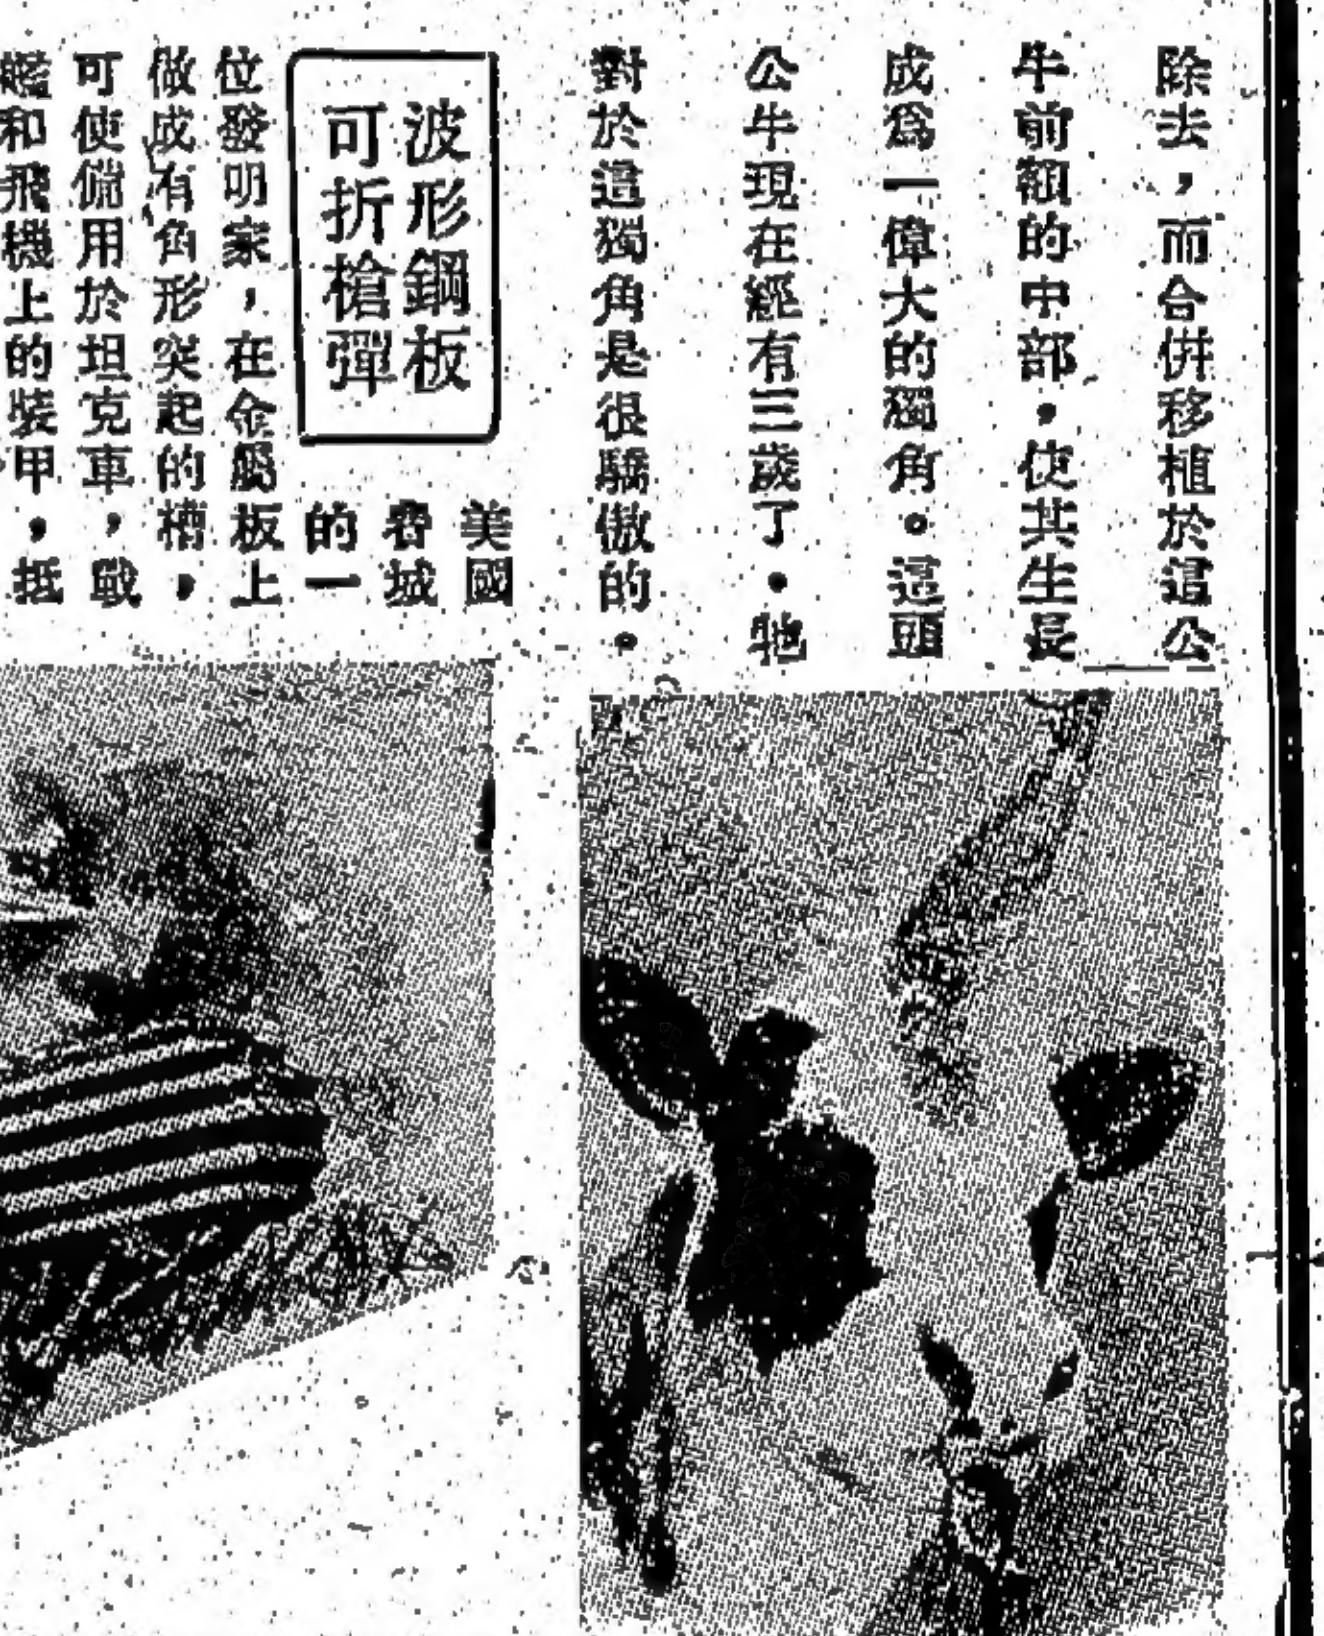 除去，而合併移植於這公
牛前額的中部，使其生長
成爲一偉大的獨角。這頭
公牛現在經有三歲了。牠
對於這獨角是很驕傲的。
波形鋼板
可折槍彈
美國
城
的一
位發明家，在金屬板上
做成有角形突起的槽，
可使用於坦克車，戰
艦和飛機上的裝甲，抵